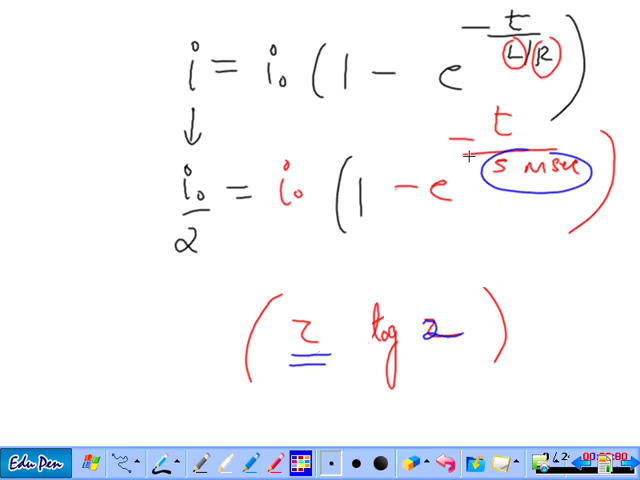 i = i₀ ( 1 - e^(-t/(L/R)) )
↓
i₀/2 = i₀ ( 1 - e^(-t/(5 msec)) )
( τ log 2 )
Edu Pen